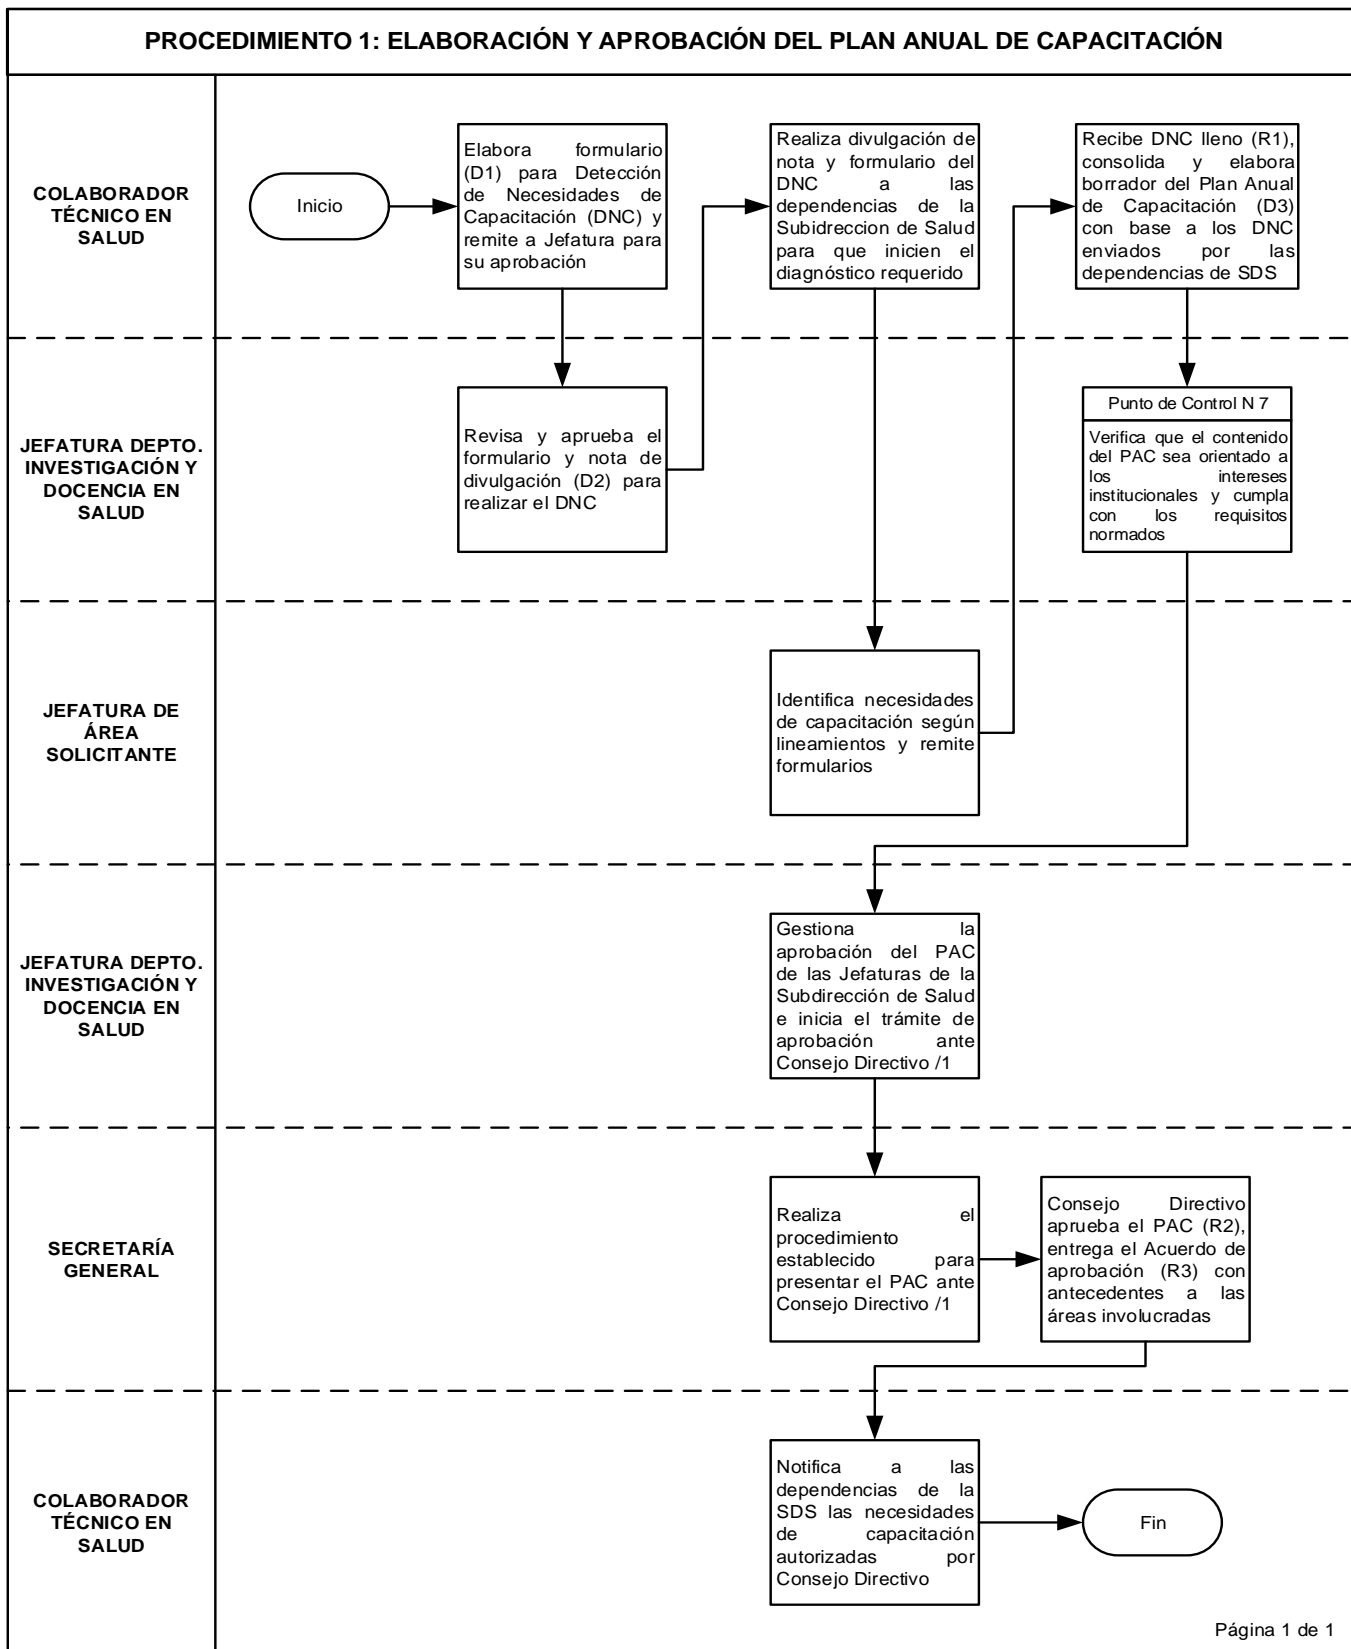 PROCEDIMIENTO 1: ELABORACIÓN Y APROBACIÓN DEL PLAN ANUAL DE CAPACITACIÓN
COLABORADOR
TÉCNICO EN
SALUD
Inicio
Elabora formulario
(D1) para Detección
de Necesidades de
Capacitación (DNC) y
remite a Jefatura para
su aprobación
Realiza divulgación de
nota y formulario del
DNC a las
dependencias de la
Subidreccion de Salud
para que inicien el
diagnóstico requerido
Recibe DNC lleno (R1),
consolida y elabora
borrador del Plan Anual
de Capacitación (D3)
con base a los DNC
enviados por las
dependencias de SDS
JEFATURA DEPTO.
INVESTIGACIÓN Y
DOCENCIA EN
SALUD
Revisa y aprueba el
formulario y nota de
divulgación (D2) para
realizar el DNC
Punto de Control N 7
Verifica que el contenido
del PAC sea orientado a
los intereses
institucionales y cumpla
con los requisitos
normados
JEFATURA DE
ÁREA
SOLICITANTE
Identifica necesidades
de capacitación según
lineamientos y remite
formularios
JEFATURA DEPTO.
INVESTIGACIÓN Y
DOCENCIA EN
SALUD
Gestiona la
aprobación del PAC
de las Jefaturas de la
Subdirección de Salud
e inicia el trámite de
aprobación ante
Consejo Directivo /1
SECRETARÍA
GENERAL
Realiza el
procedimiento
establecido para
presentar el PAC ante
Consejo Directivo /1
Consejo Directivo
aprueba el PAC (R2),
entrega el Acuerdo de
aprobación (R3) con
antecedentes a las
áreas involucradas
COLABORADOR
TÉCNICO EN
SALUD
Notifica a las
dependencias de la
SDS las necesidades
de capacitación
autorizadas por
Consejo Directivo
Fin
Página 1 de 1